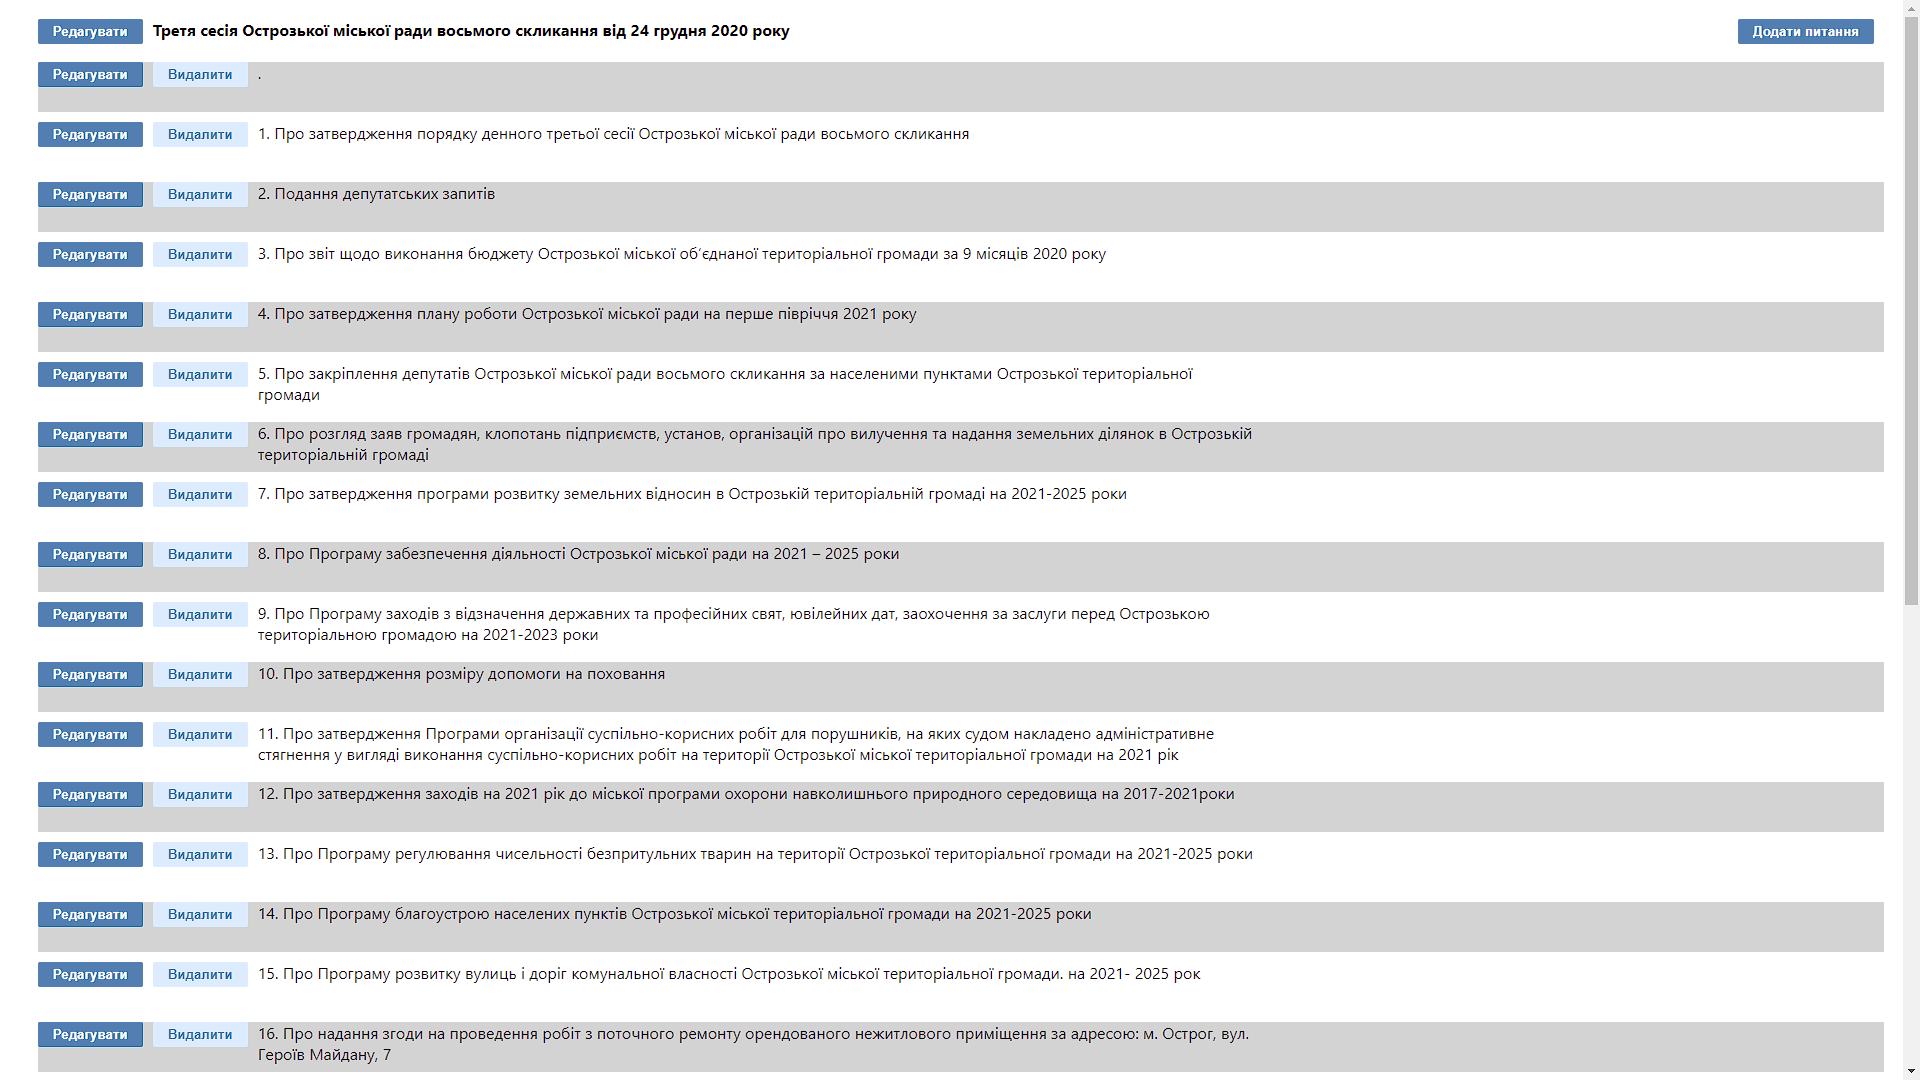 Редагувати Третя сесія Острозької міської ради восьмого скликання від 24 грудня 2020 року Додати питання
Редагувати Видалити .
Редагувати Видалити 1. Про затвердження порядку денного третьої сесії Острозької міської ради восьмого скликання
Редагувати Видалити 2. Подання депутатських запитів
Редагувати Видалити 3. Про звіт щодо виконання бюджету Острозької міської об’єднаної територіальної громади за 9 місяців 2020 року
Редагувати Видалити 4. Про затвердження плану роботи Острозької міської ради на перше півріччя 2021 року
Редагувати Видалити 5. Про закріплення депутатів Острозької міської ради восьмого скликання за населеними пунктами Острозької територіальної
громади
Редагувати Видалити 6. Про розгляд заяв громадян, клопотань підприємств, установ, організацій про вилучення та надання земельних ділянок в Острозькій
територіальній громаді
Редагувати Видалити 7. Про затвердження програми розвитку земельних відносин в Острозькій територіальній громаді на 2021-2025 роки
Редагувати Видалити 8. Про Програму забезпечення діяльності Острозької міської ради на 2021 – 2025 роки
Редагувати Видалити 9. Про Програму заходів з відзначення державних та професійних свят, ювілейних дат, заохочення за заслуги перед Острозькою
територіальною громадою на 2021-2023 роки
Редагувати Видалити 10. Про затвердження розміру допомоги на поховання
Редагувати Видалити 11. Про затвердження Програми організації суспільно-корисних робіт для порушників, на яких судом накладено адміністративне
стягнення у вигляді виконання суспільно-корисних робіт на території Острозької міської територіальної громади на 2021 рік
Редагувати Видалити 12. Про затвердження заходів на 2021 рік до міської програми охорони навколишнього природного середовища на 2017-2021роки
Редагувати Видалити 13. Про Програму регулювання чисельності безпритульних тварин на території Острозької територіальної громади на 2021-2025 роки
Редагувати Видалити 14. Про Програму благоустрою населених пунктів Острозької міської територіальної громади на 2021-2025 роки
Редагувати Видалити 15. Про Програму розвитку вулиць і доріг комунальної власності Острозької міської територіальної громади. на 2021- 2025 рок
Редагувати Видалити 16. Про надання згоди на проведення робіт з поточного ремонту орендованого нежитлового приміщення за адресою: м. Острог, вул.
Героїв Майдану, 7